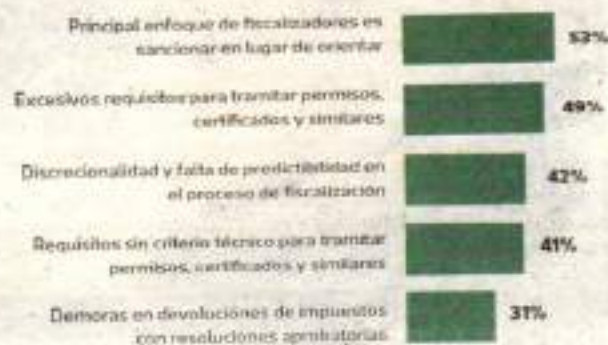 Principal enfoque de fiscalizadores es
sancionar en lugar de orientar
53%
Excesivos requisitos para tramitar permisos,
certificados y similares
49%
Discrecionalidad y falta de predictibilidad en
el proceso de fiscalización
42%
Requisitos sin criterio técnico para tramitar
permisos, certificados y similares
41%
Demoras en devoluciones de impuestos
con resoluciones aprobatorias
31%